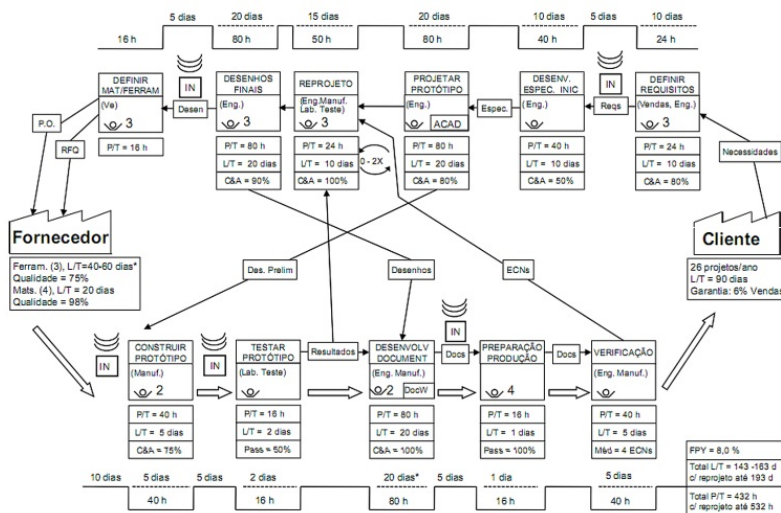 5 dias
20 dias
15 dias
20 dias
10 dias
5 dias
10 dias
16 h
80 h
50 h
80 h
40 h
24 h
IN
IN
DEFINIR
MAT/FERRAM
(Ve)
3
P/T = 16 h
Desen
DESENHOS
FINAIS
(Eng.)
3
P/T = 80 h
L/T = 20 dias
C&A = 90%
REPROJETO
(Eng.Manuf.
Lab. Teste)
3
P/T = 24 h
L/T = 10 dias
C&A = 100%
0 - 2X
PROJETAR
PROTÓTIPO
(Eng.)
ACAD
P/T = 80 h
L/T = 20 dias
C&A = 80%
Espec.
DESENV.
ESPEC. INIC
(Eng.)
P/T = 40 h
L/T = 10 dias
C&A = 50%
Reqs
DEFINIR
REQUISITOS
(Vendas, Eng.)
3
P/T = 24 h
L/T = 10 dias
C&A = 80%
P.O.
RFQ
Necessidades
Fornecedor
Ferram. (3), L/T=40-60 dias*
Qualidade = 75%
Mats. (4), L/T = 20 dias
Qualidade = 98%
Cliente
26 projetos/ano
L/T = 90 dias
Garantia: 6% Vendas
Des. Prelim
Desenhos
ECNs
IN
IN
IN
CONSTRUIR
PROTÓTIPO
(Manuf.)
2
P/T = 40 h
L/T = 5 dias
C&A = 75%
TESTAR
PROTÓTIPO
(Lab. Teste)
P/T = 16 h
L/T = 2 dias
Pass = 50%
Resultados
DESENVOLV
DOCUMENT
(Eng. Manuf.)
2
DocW
P/T = 80 h
L/T = 20 dias
C&A = 100%
Docs
PREPARAÇÃO
PRODUÇÃO
4
P/T = 16 h
L/T = 1 dias
Pass = 100%
Docs
VERIFICAÇÃO
(Eng. Manuf.)
P/T = 40 h
L/T = 5 dias
Méd = 4 ECNs
FPY = 8,0 %
Total L/T = 143 -163 d
c/ reprojeto até 193 d
Total P/T = 432 h
c/ reprojeto até 532 h
10 dias
5 dias
5 dias
2 dias
20 dias*
5 dias
1 dia
5 dias
40 h
16 h
80 h
16 h
40 h